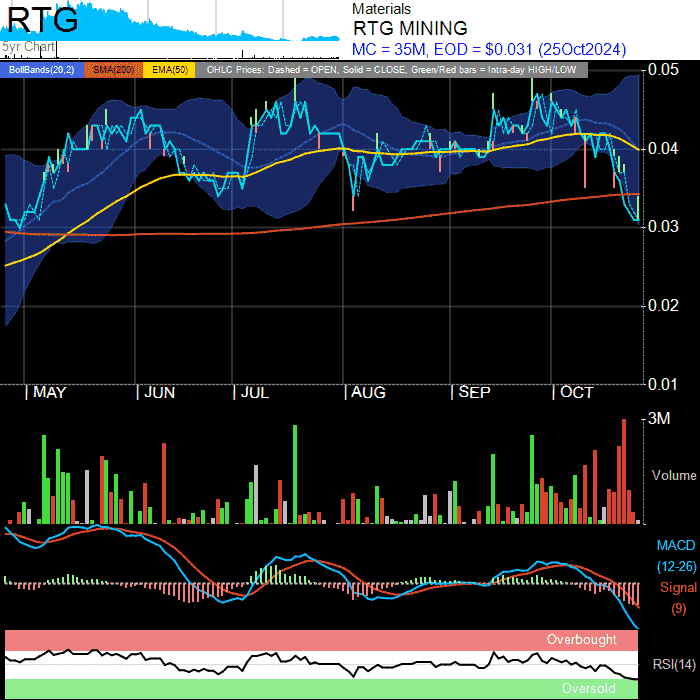 RTG
5yr Chart
Materials
RTG MINING
MC = 35M, EOD = $0.031 (25Oct2024)
BollBands(20,2) SMA(200) EMA(50) OHLC Prices: Dashed = OPEN, Solid = CLOSE, Green/Red bars = Intra-day HIGH/LOW
0.05
0.04
0.03
0.02
0.01
MAY JUN JUL AUG SEP OCT
3M
Volume
MACD
(12-26)
Signal
(9)
Overbought
RSI(14)
Oversold